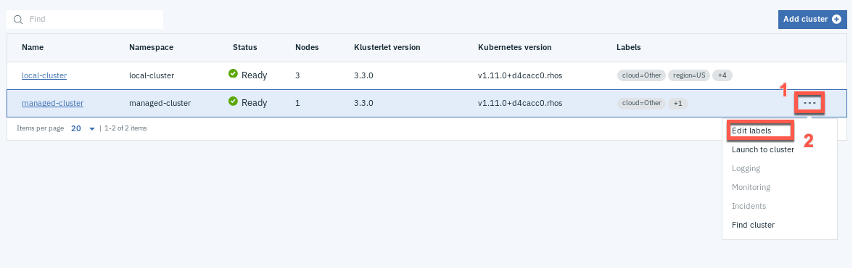 Find
Add cluster
Name Namespace Status Nodes Klusterlet version Kubernetes version Labels
local-cluster local-cluster Ready 3 3.3.0 v1.11.0+d4cacc0.rhos cloud=Other region=US +4
1
managed-cluster managed-cluster Ready 1 3.3.0 v1.11.0+d4cacc0.rhos cloud=Other +1
Items per page 20 | 1-2 of 2 items
Edit labels
2
Launch to cluster
Logging
Monitoring
Incidents
Find cluster